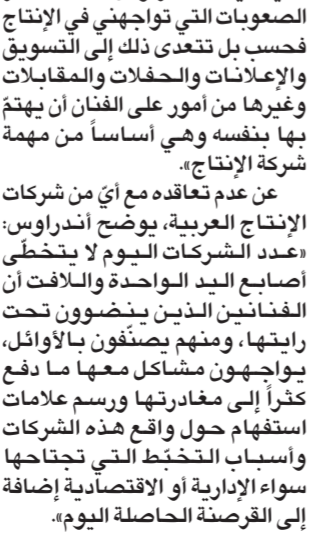 الصعوبات التي تواجهني في الإنتاج
فحسب بل تتعدى ذلك إلى التسويق
والإعلانات والحفلات والمقابلات
وغيرها من أمور على الفنان أن يهتمّ
بها بنفسه وهي أساساً من مهمة
شركة الإنتاج».
عن عدم تعاقده مع أيّ من شركات
الإنتاج العربية، يوضح أندراوس:
«عدد الشركات اليوم لا يتخطّى
أصابع اليد الواحدة واللافت أن
الفنانين الذين ينضوون تحت
رايتها، ومنهم يصنّفون بالأوائل،
يواجهون مشاكل معها ما دفع
كثراً إلى مغادرتها ورسم علامات
استفهام حول واقع هذه الشركات
وأسباب التخبّط التي تجتاحها
سواء الإدارية أو الاقتصادية إضافة
إلى القرصنة الحاصلة اليوم».